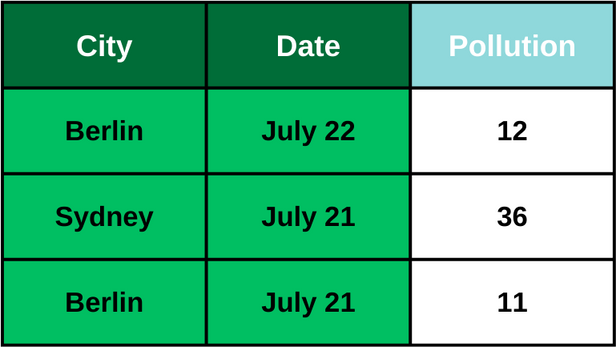 City Date Pollution
Berlin July 22 12
Sydney July 21 36
Berlin July 21 11